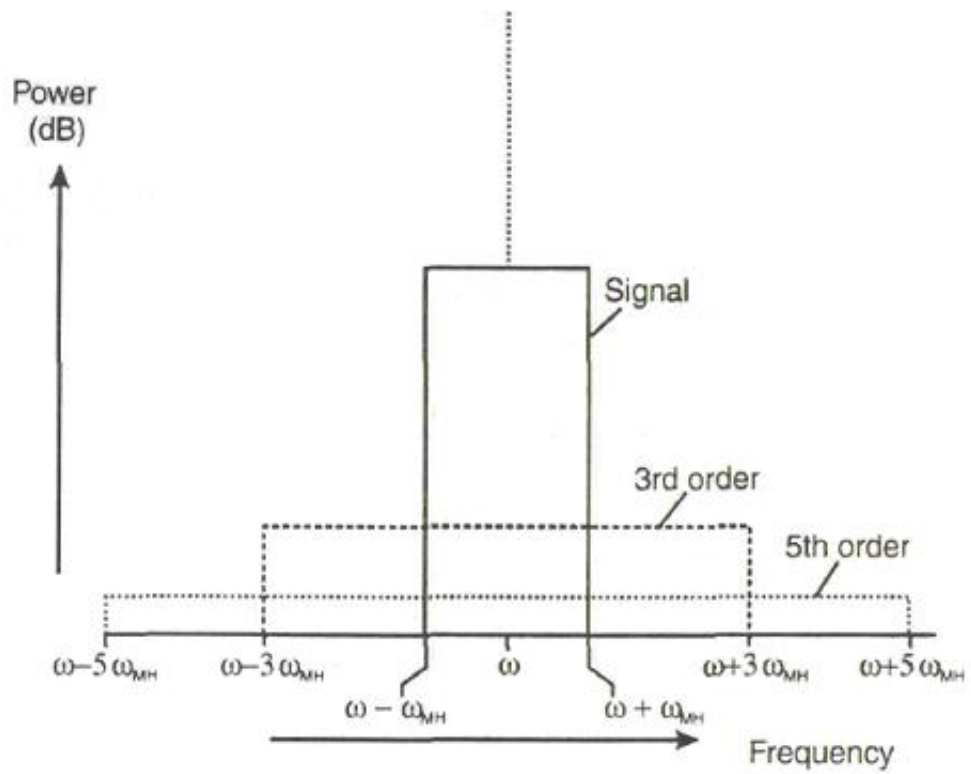 Power
(dB)
Signal
3rd order
5th order
ω−5 ω_MH
ω−3 ω_MH
ω
ω+3 ω_MH
ω+5 ω_MH
ω − ω_MH
ω + ω_MH
Frequency